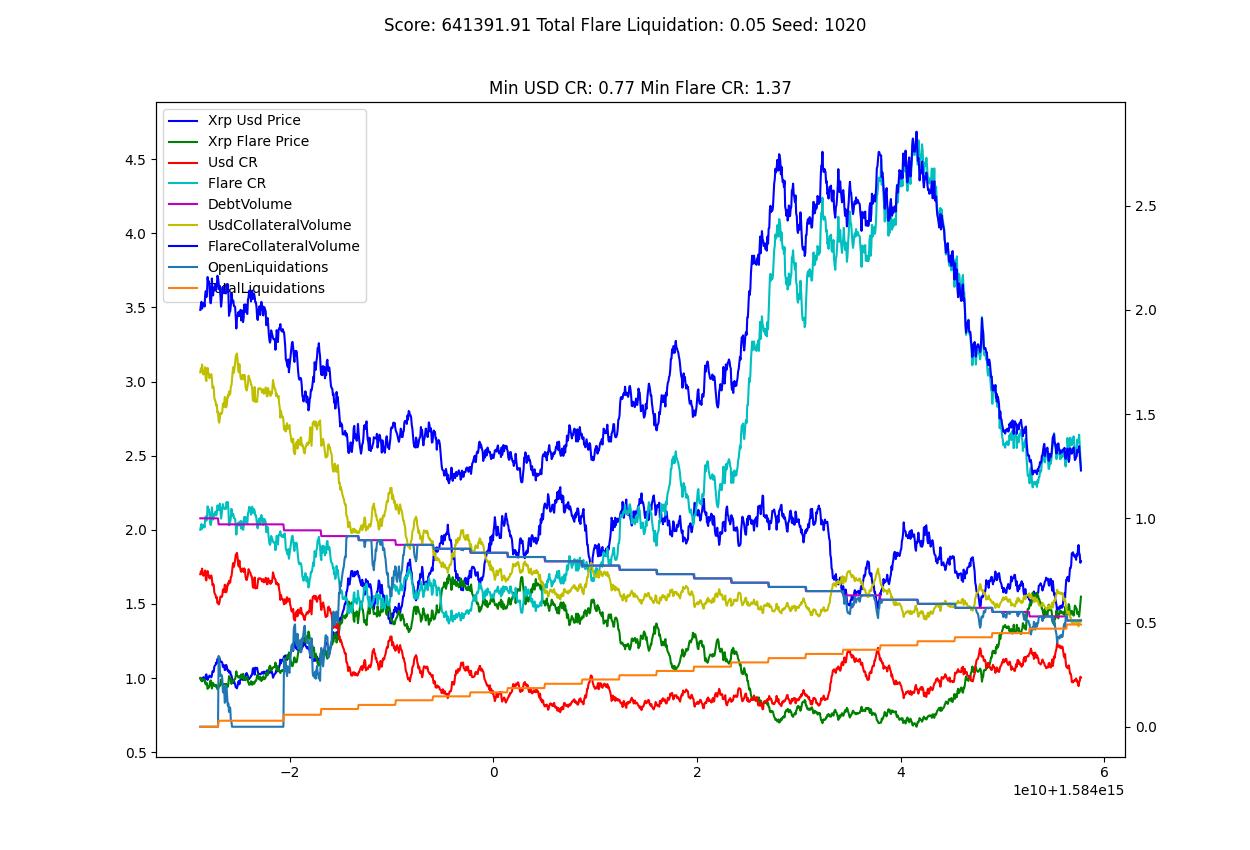 Score: 641391.91 Total Flare Liquidation: 0.05 Seed: 1020
Min USD CR: 0.77 Min Flare CR: 1.37
Xrp Usd Price
Xrp Flare Price
Usd CR
Flare CR
DebtVolume
UsdCollateralVolume
FlareCollateralVolume
OpenLiquidations
TotalLiquidations
4.5
4.0
3.5
3.0
2.5
2.0
1.5
1.0
0.5
2.5
2.0
1.5
1.0
0.5
0.0
−2
0
2
4
6
1e10+1.584e15